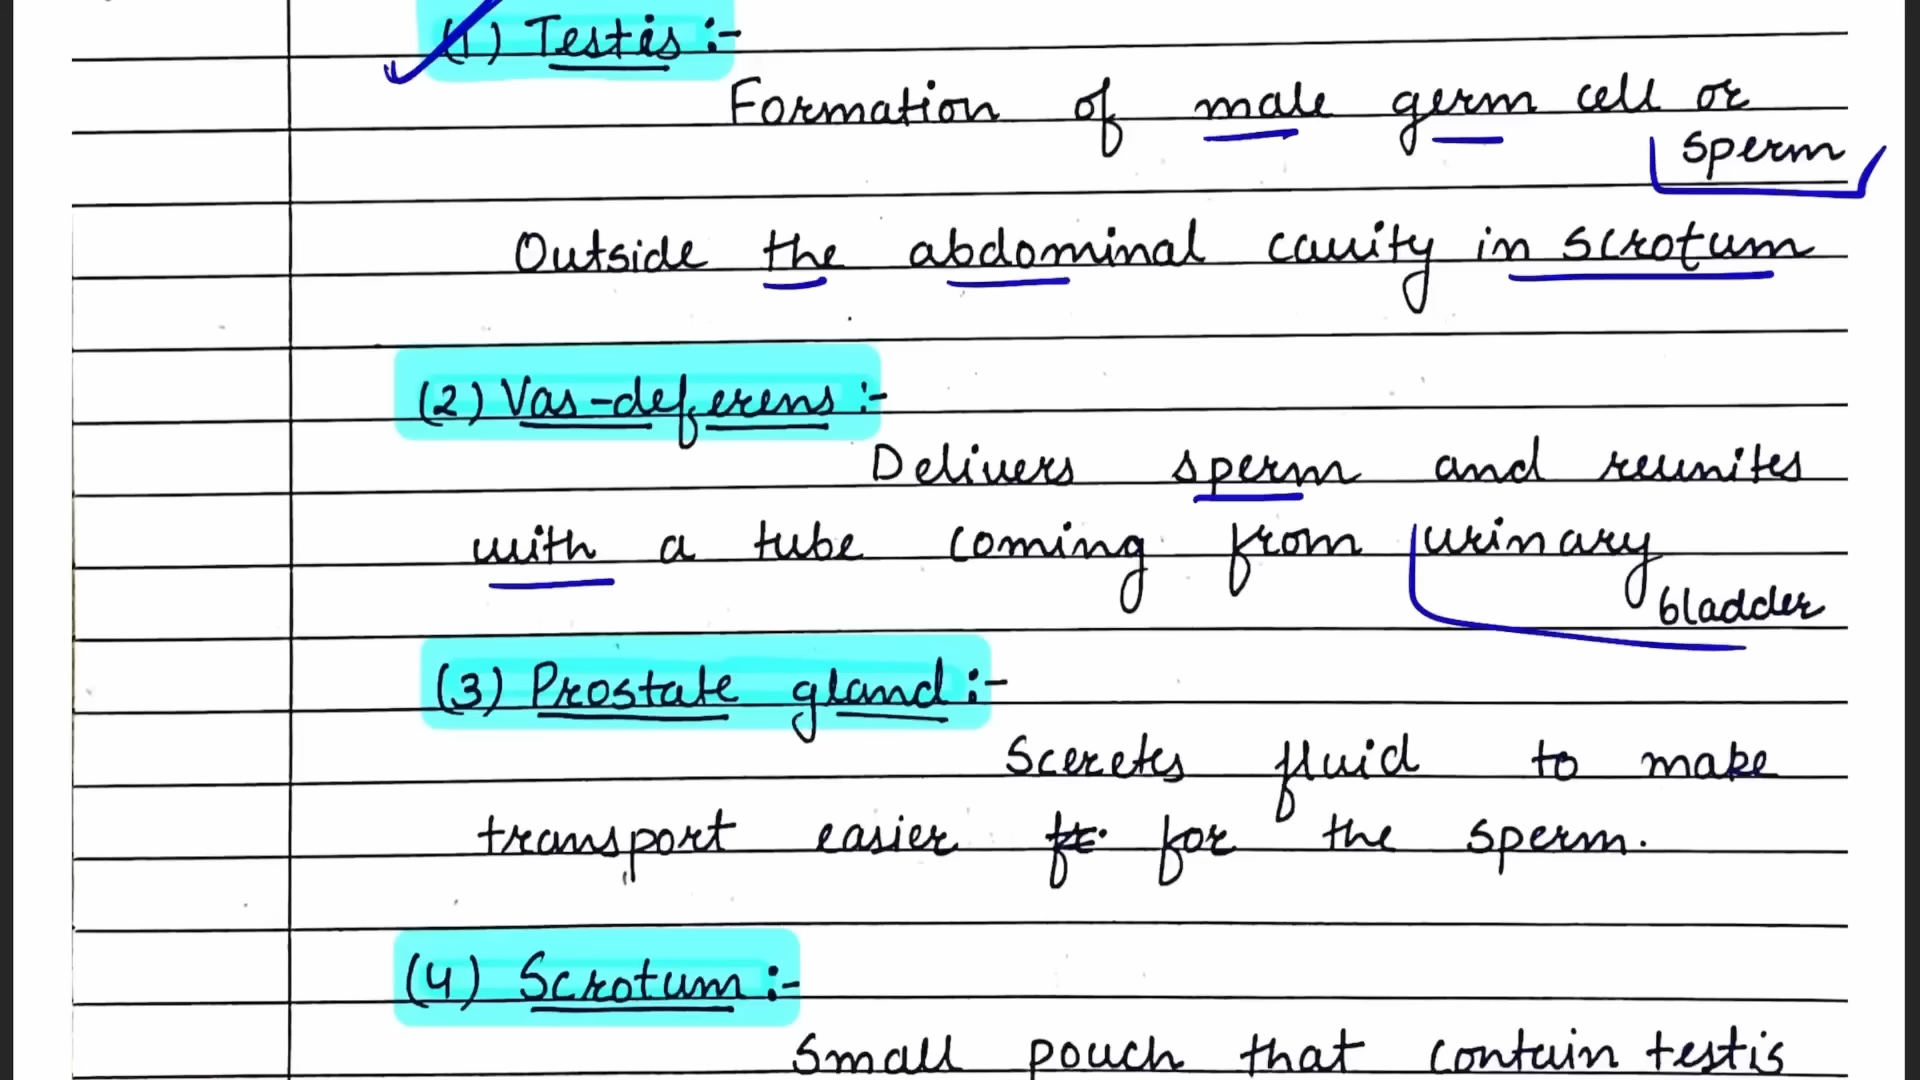 (1) Testis :-
Formation of male germ cell or
sperm
Outside the abdominal cavity in scrotum
(2) Vas-deferens :-
Delivers sperm and reunites
with a tube coming from urinary
bladder
(3) Prostate gland :-
Sceretes fluid to make
transport easier for the sperm.
(4) Scrotum :-
Small pouch that contain testis